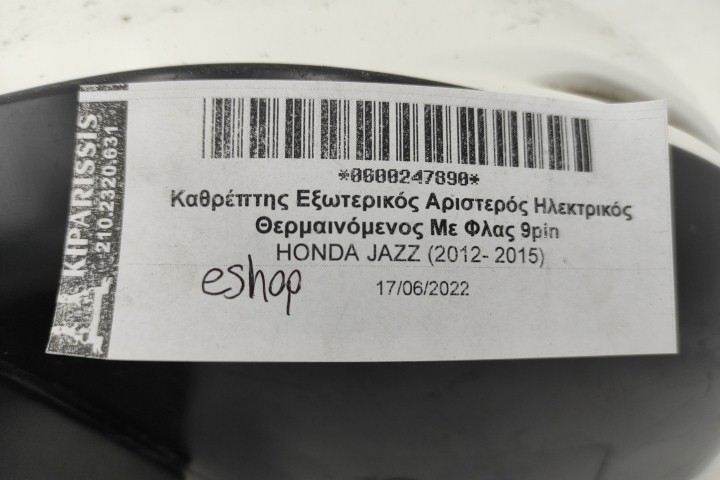 KIPARISSIS
210.2320.631
*0600247890*
Καθρέπτης Εξωτερικός Αριστερός Ηλεκτρικός
Θερμαινόμενος Με Φλας 9pin
HONDA JAZZ (2012- 2015)
eshop 17/06/2022